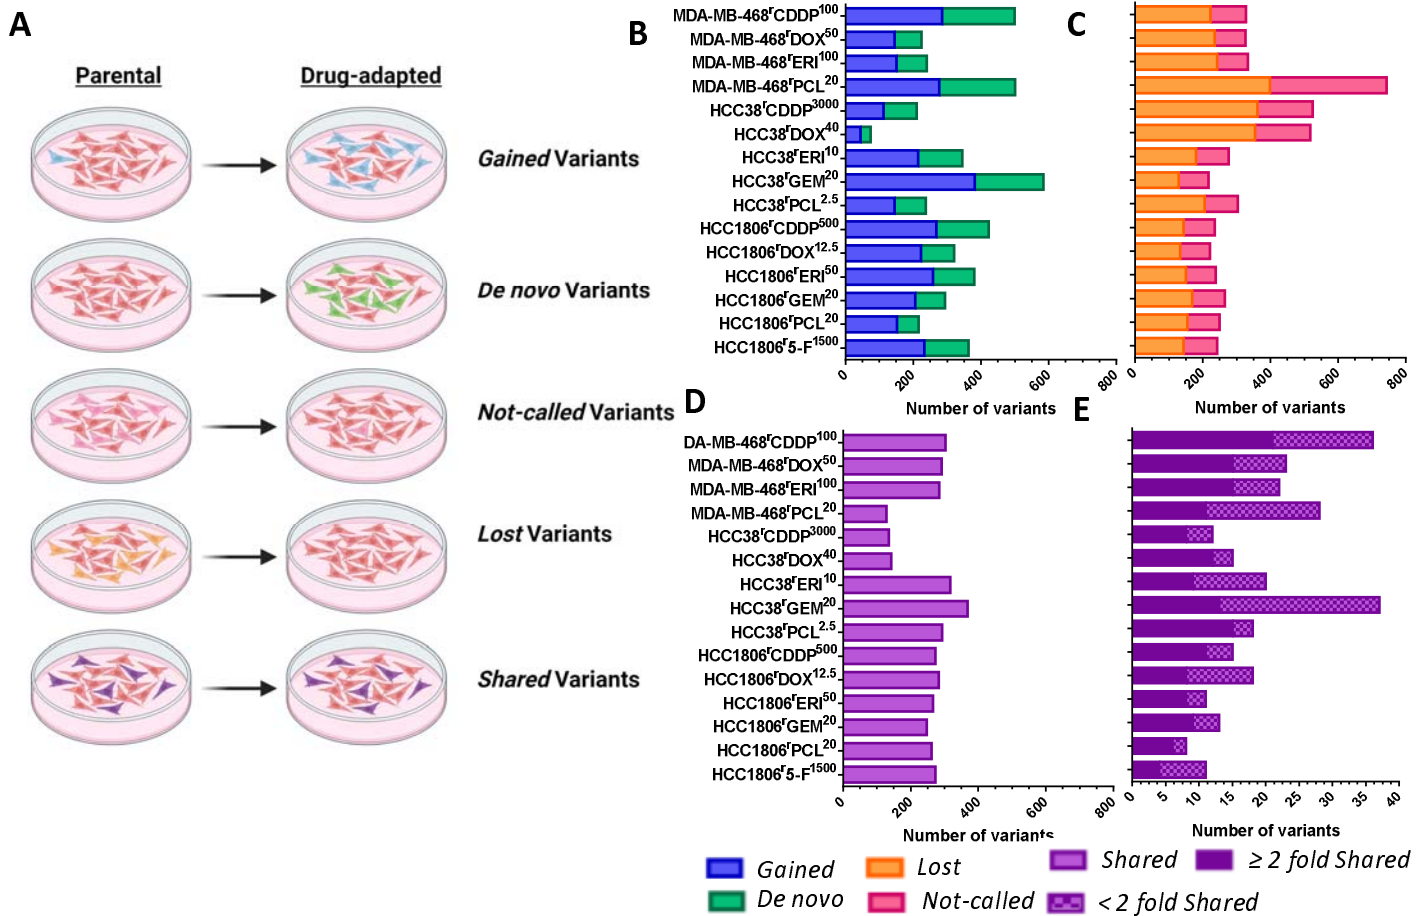 A
Parental
Drug-adapted
Gained Variants
De novo Variants
Not-called Variants
Lost Variants
Shared Variants
B
MDA-MB-468rCDDP100
MDA-MB-468rDOX50
MDA-MB-468rERI100
MDA-MB-468rPCL20
HCC38rCDDP3000
HCC38rDOX40
HCC38rERI10
HCC38rGEM20
HCC38rPCL2.5
HCC1806rCDDP500
HCC1806rDOX12.5
HCC1806rERI50
HCC1806rGEM20
HCC1806rPCL20
HCC1806r5-F1500
0 200 400 600 800
Number of variants
C
0 200 400 600 800
Number of variants
D
DA-MB-468rCDDP100
MDA-MB-468rDOX50
MDA-MB-468rERI100
MDA-MB-468rPCL20
HCC38rCDDP3000
HCC38rDOX40
HCC38rERI10
HCC38rGEM20
HCC38rPCL2.5
HCC1806rCDDP500
HCC1806rDOX12.5
HCC1806rERI50
HCC1806rGEM20
HCC1806rPCL20
HCC1806r5-F1500
0 200 400 600 800
Number of variants
E
0 5 10 15 20 25 30 35 40
Number of variants
Gained
Lost
Shared
≥ 2 fold Shared
De novo
Not-called
< 2 fold Shared